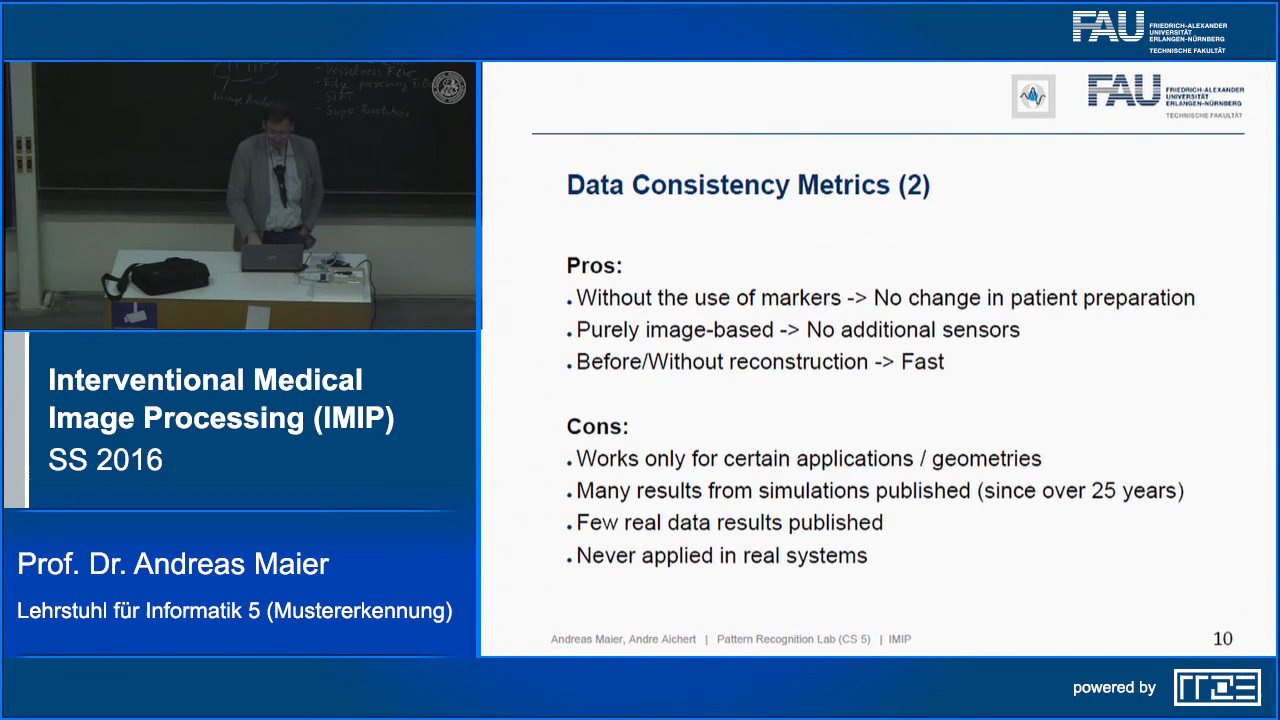 FAU
FRIEDRICH-ALEXANDER
UNIVERSITÄT
ERLANGEN-NÜRNBERG
TECHNISCHE FAKULTÄT
SIFT
FAU
FRIEDRICH-ALEXANDER
UNIVERSITÄT
ERLANGEN-NÜRNBERG
TECHNISCHE FAKULTÄT
Data Consistency Metrics (2)
Pros:
• Without the use of markers -> No change in patient preparation
• Purely image-based -> No additional sensors
• Before/Without reconstruction -> Fast
Cons:
• Works only for certain applications / geometries
• Many results from simulations published (since over 25 years)
• Few real data results published
• Never applied in real systems
Andreas Maier, Andre Aichert | Pattern Recognition Lab (CS 5) | IMIP
10
Interventional Medical
Image Processing (IMIP)
SS 2016
Prof. Dr. Andreas Maier
Lehrstuhl für Informatik 5 (Mustererkennung)
powered by